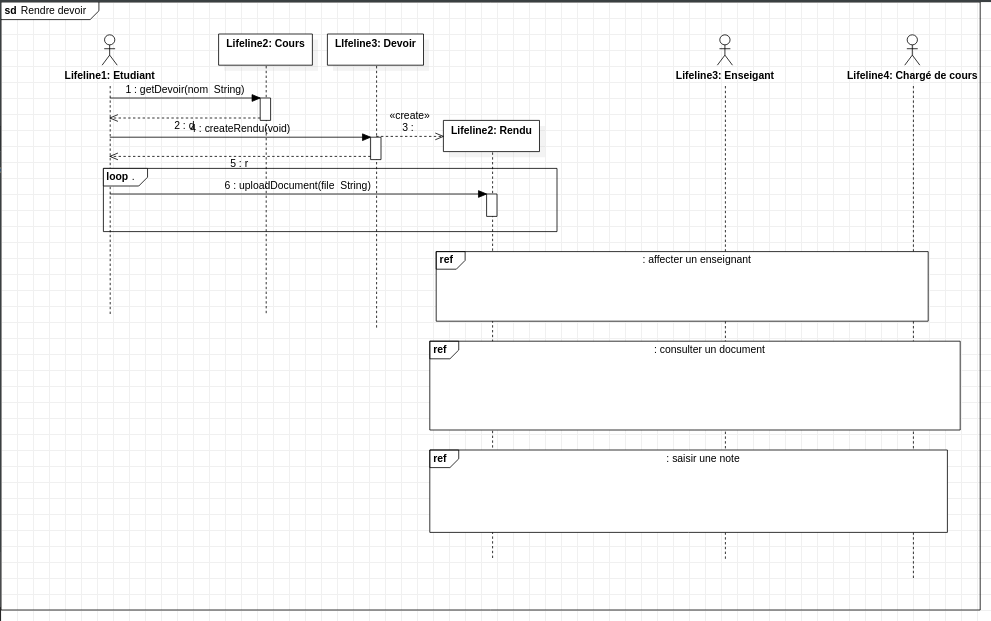 sd Rendre devoir
Lifeline2: Cours
LIfeline3: Devoir
Lifeline1: Etudiant
Lifeline3: Enseigant
Lifeline4: Chargé de cours
1 : getDevoir(nom String)
«create»
2 : d
4 : createRendu(void)
3 :
Lifeline2: Rendu
5 : r
loop .
6 : uploadDocument(file String)
ref
: affecter un enseignant
ref
: consulter un document
ref
: saisir une note